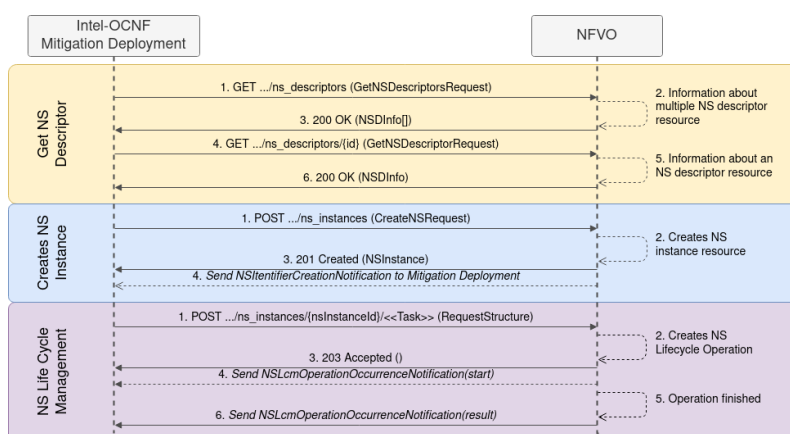 Intel-OCNF
Mitigation Deployment
NFVO
Get NS
Descriptor
1. GET .../ns_descriptors (GetNSDescriptorsRequest)
2. Information about
multiple NS descriptor
resource
3. 200 OK (NSDInfo[])
4. GET .../ns_descriptors/{id} (GetNSDescriptorRequest)
5. Information about an
NS descriptor resource
6. 200 OK (NSDInfo)
Creates NS
Instance
1. POST .../ns_instances (CreateNSRequest)
2. Creates NS
instance resource
3. 201 Created (NSInstance)
4. Send NSItentifierCreationNotification to Mitigation Deployment
NS Life Cycle
Management
1. POST .../ns_instances/{nsInstanceId}/<<Task>> (RequestStructure)
2. Creates NS
Lifecycle Operation
3. 203 Accepted ()
4. Send NSLcmOperationOccurrenceNotification(start)
5. Operation finished
6. Send NSLcmOperationOccurrenceNotification(result)